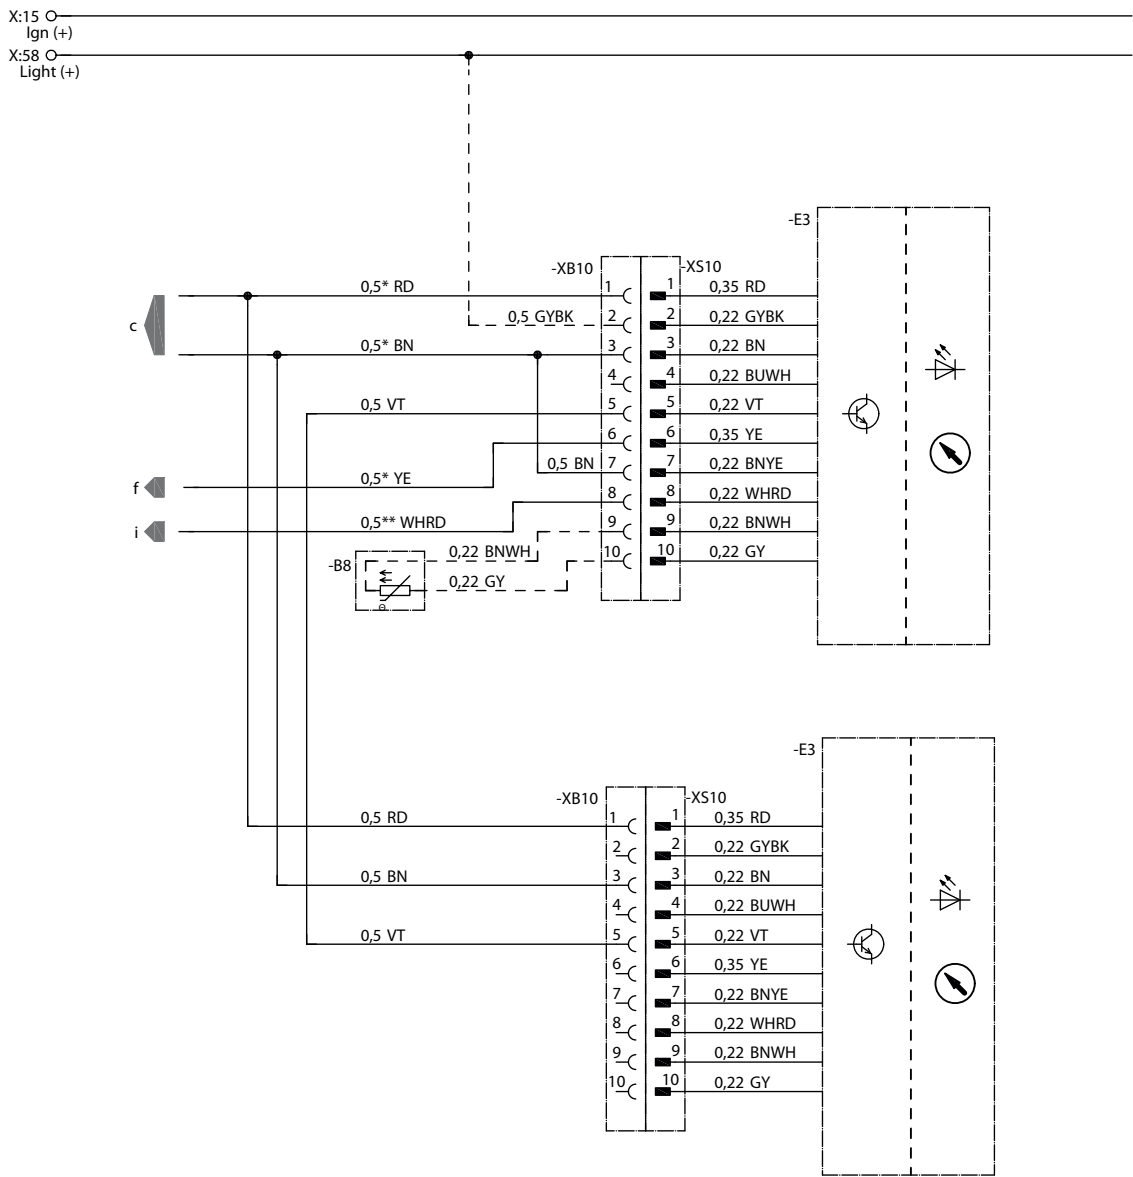 X:15
Ign (+)
X:58
Light (+)
-E3
-XB10
-XS10
0,5* RD
1
1
0,35 RD
c
0,5 GYBK
2
2
0,22 GYBK
0,5* BN
3
3
0,22 BN
4
4
0,22 BUWH
0,5 VT
5
5
0,22 VT
6
6
0,35 YE
0,5 BN
7
7
0,22 BNYE
f
0,5* YE
8
8
0,22 WHRD
i
0,5** WHRD
9
9
0,22 BNWH
-B8
0,22 BNWH
10
10
0,22 GY
0,22 GY
Θ
-E3
-XB10
-XS10
0,5 RD
1
1
0,35 RD
2
2
0,22 GYBK
0,5 BN
3
3
0,22 BN
4
4
0,22 BUWH
0,5 VT
5
5
0,22 VT
6
6
0,35 YE
7
7
0,22 BNYE
8
8
0,22 WHRD
9
9
0,22 BNWH
10
10
0,22 GY